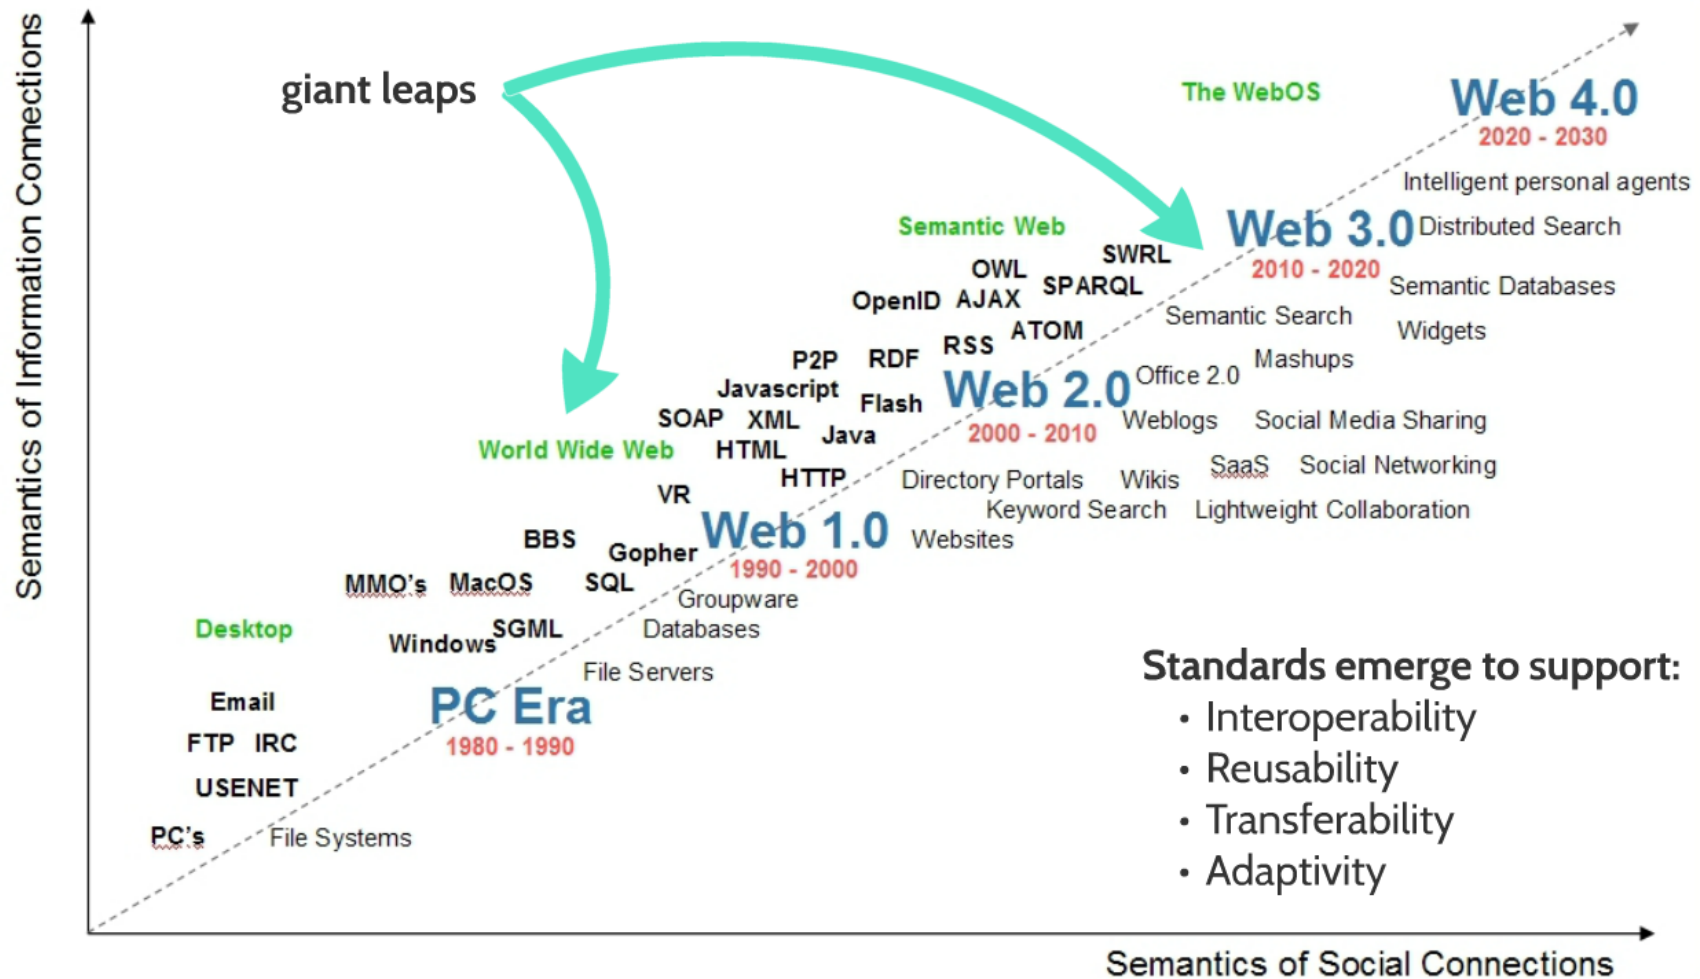 Semantics of Information Connections
giant leaps
The WebOS
Web 4.0
2020 - 2030
Intelligent personal agents
Semantic Web
Web 3.0
Distributed Search
2010 - 2020
SWRL
OWL
SPARQL
Semantic Databases
OpenID
AJAX
Semantic Search
Widgets
ATOM
RSS
P2P
RDF
Mashups
Office 2.0
Javascript
Web 2.0
Flash
2000 - 2010
SOAP
XML
Weblogs
Social Media Sharing
Java
World Wide Web
HTML
HTTP
Directory Portals
Wikis
SaaS
Social Networking
VR
Keyword Search
Lightweight Collaboration
Web 1.0
Websites
1990 - 2000
BBS
Gopher
MMO's
MacOS
SQL
Groupware
Desktop
SGML
Databases
Windows
File Servers
PC Era
1980 - 1990
Email
FTP
IRC
USENET
PC's
File Systems
Standards emerge to support:
• Interoperability
• Reusability
• Transferability
• Adaptivity
Semantics of Social Connections